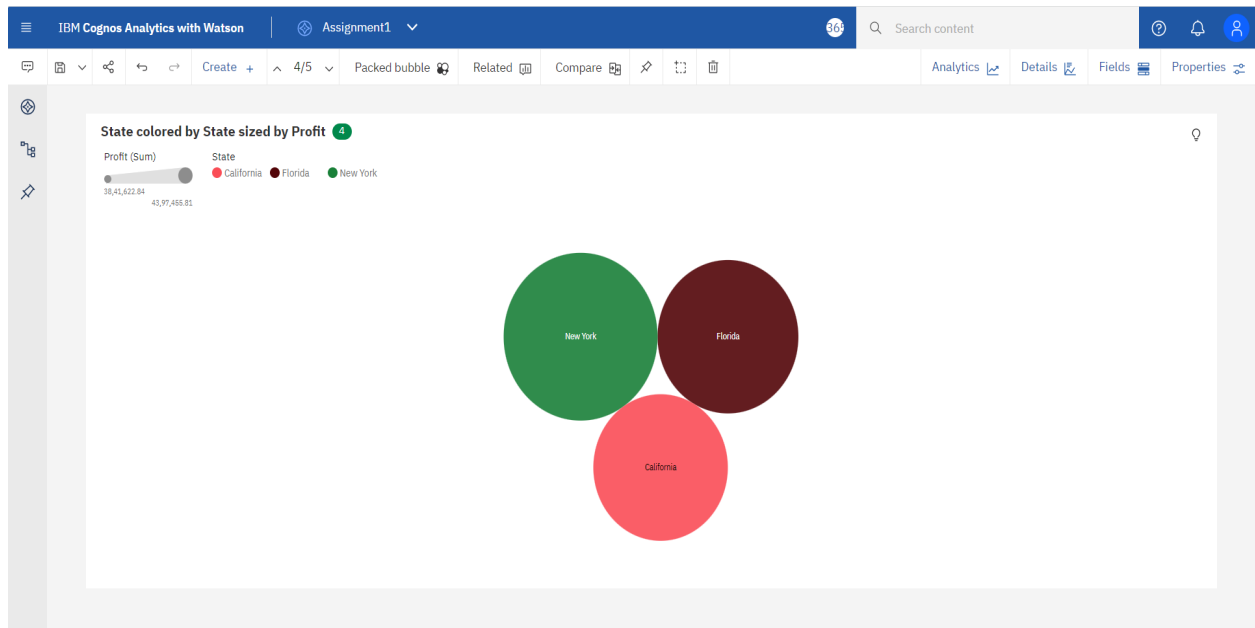 IBM Cognos Analytics with Watson Assignment1 Search content
Create + 4/5 Packed bubble Related Compare Analytics Details Fields Properties
State colored by State sized by Profit 4
Profit (Sum) State
California Florida New York
38,41,622.84
43,97,455.81
New York Florida
California